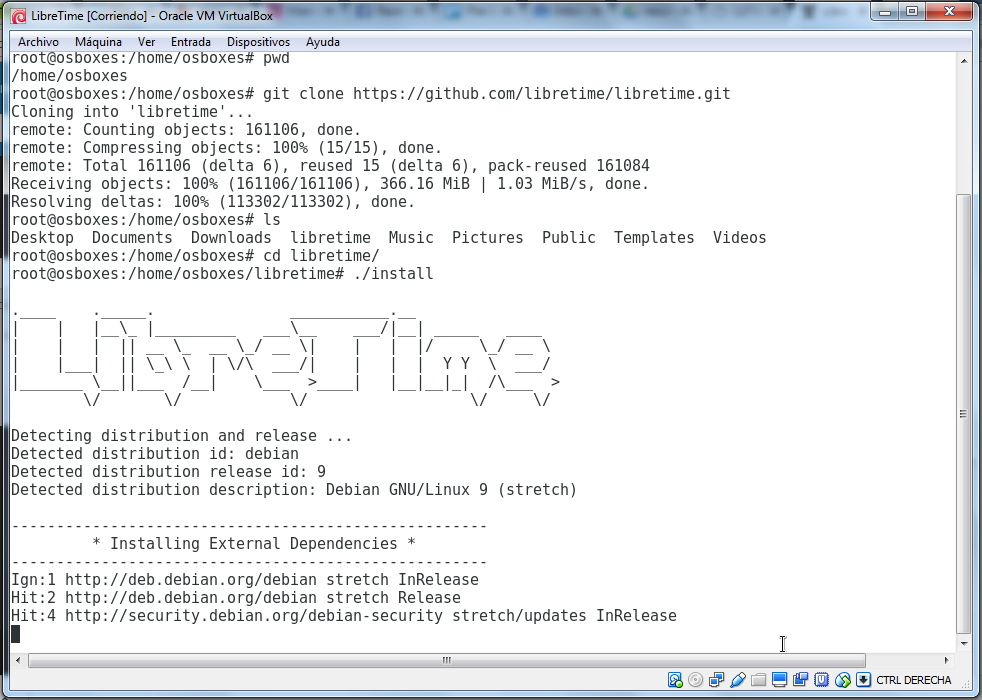 LibreTime [Corriendo] - Oracle VM VirtualBox
Archivo Máquina Ver Entrada Dispositivos Ayuda
root@osboxes:/home/osboxes# pwd
/home/osboxes
root@osboxes:/home/osboxes# git clone https://github.com/libretime/libretime.git
Cloning into 'libretime'...
remote: Counting objects: 161106, done.
remote: Compressing objects: 100% (15/15), done.
remote: Total 161106 (delta 6), reused 15 (delta 6), pack-reused 161084
Receiving objects: 100% (161106/161106), 366.16 MiB | 1.03 MiB/s, done.
Resolving deltas: 100% (113302/113302), done.
root@osboxes:/home/osboxes# ls
Desktop  Documents  Downloads  libretime  Music  Pictures  Public  Templates  Videos
root@osboxes:/home/osboxes# cd libretime/
root@osboxes:/home/osboxes/libretime# ./install
LibreTime
Detecting distribution and release ...
Detected distribution id: debian
Detected distribution release id: 9
Detected distribution description: Debian GNU/Linux 9 (stretch)
-----------------------------------------------------
* Installing External Dependencies *
-----------------------------------------------------
Ign:1 http://deb.debian.org/debian stretch InRelease
Hit:2 http://deb.debian.org/debian stretch Release
Hit:4 http://security.debian.org/debian-security stretch/updates InRelease
CTRL DERECHA